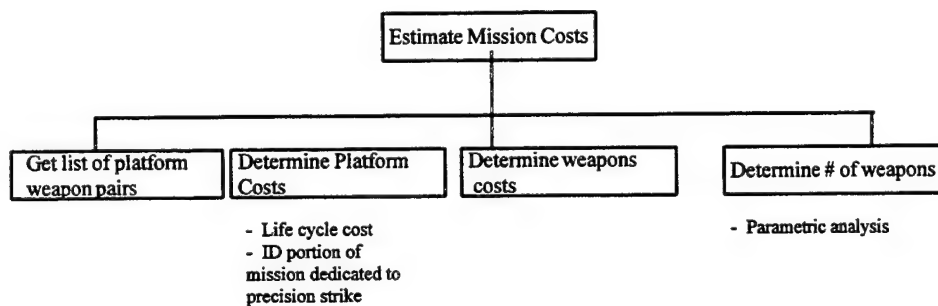 Estimate Mission Costs
Get list of platform
weapon pairs
Determine Platform
Costs
- Life cycle cost
- ID portion of
mission dedicated to
precision strike
Determine weapons
costs
Determine # of weapons
- Parametric analysis